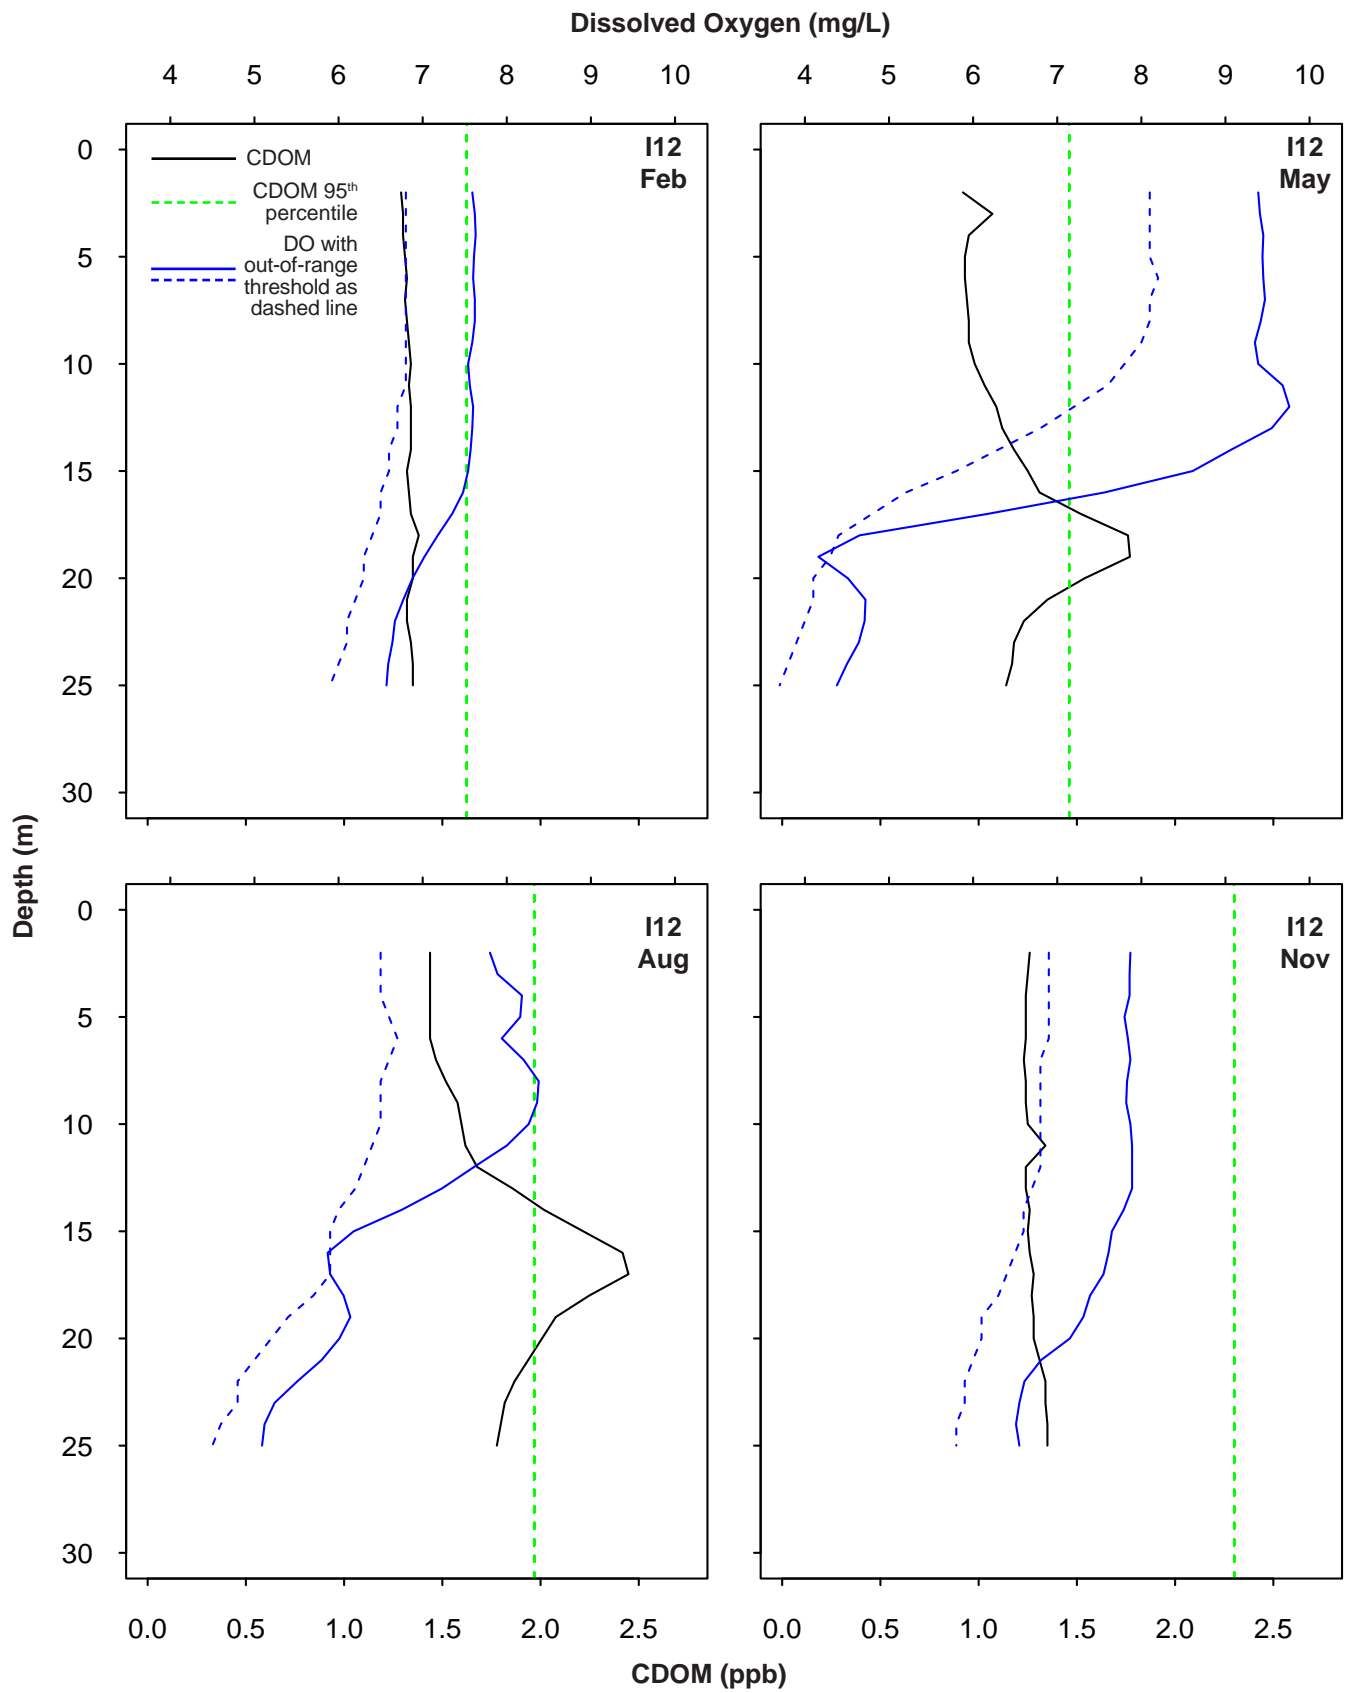 Dissolved Oxygen (mg/L)
4 5 6 7 8 9 10
4 5 6 7 8 9 10
0
5
10
15
20
25
30
CDOM
CDOM 95th
percentile
DO with
out-of-range
threshold as
dashed line
I12
Feb
I12
May
Depth (m)
0
5
10
15
20
25
30
I12
Aug
I12
Nov
0.0 0.5 1.0 1.5 2.0 2.5
0.0 0.5 1.0 1.5 2.0 2.5
CDOM (ppb)